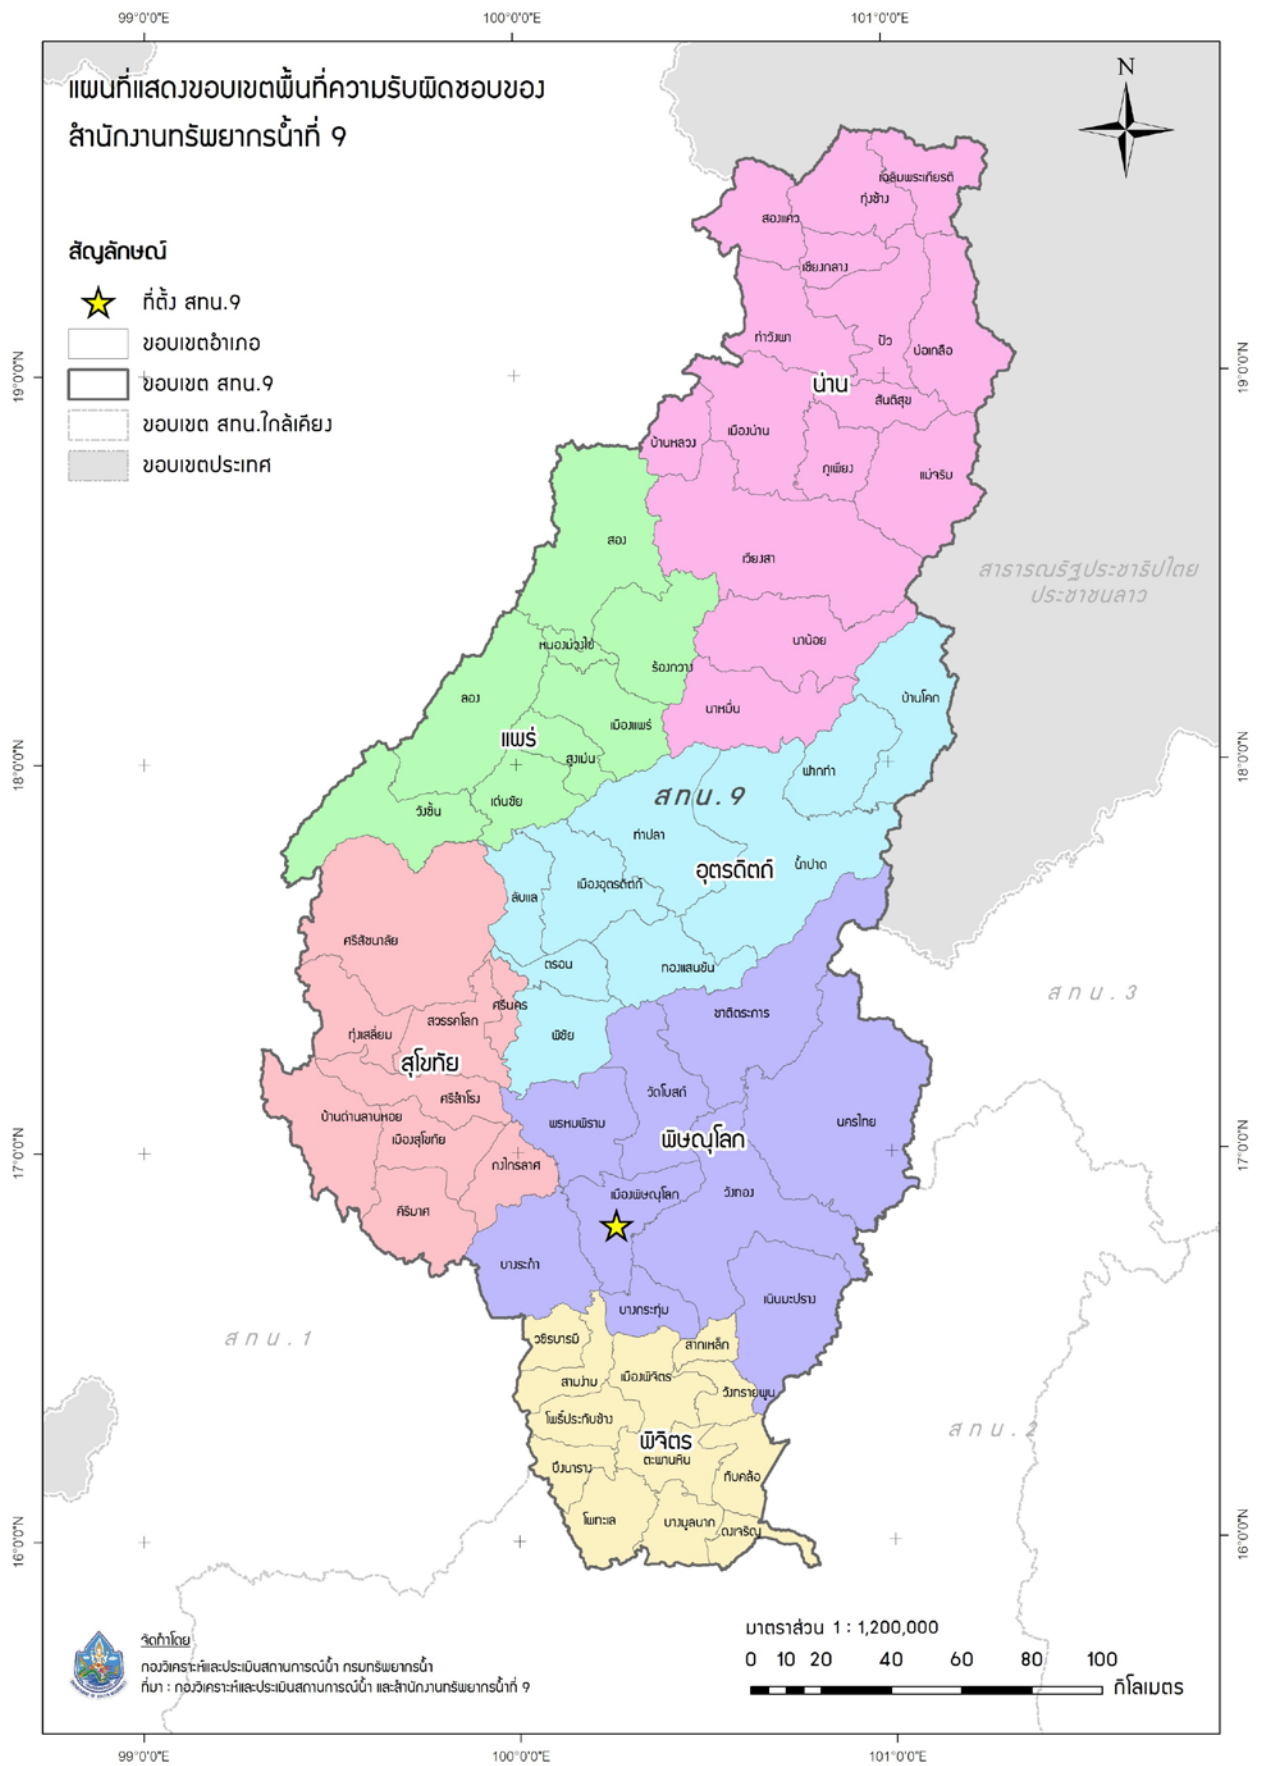 99°0'0"E 100°0'0"E 101°0'0"E
แผนที่แสดงขอบเขตพื้นที่ความรับผิดชอบของ
สำนักงานทรัพยากรน้ำที่ 9
N
สัญลักษณ์
ที่ตั้ง สทน.9
ขอบเขตอำเภอ
ขอบเขต สทน.9
ขอบเขต สทน.ใกล้เคียง
ขอบเขตประเทศ
เฉลิมพระเกียรติ
ทุ่งช้าง
สองแคว
เชียงกลาง
ท่าวังผา
ปัว
บ่อเกลือ
19°0'0"N
19°0'0"N
น่าน
สันติสุข
เมืองน่าน
บ้านหลวง
ภูเพียง
แม่จริม
สอง
เวียงสา
สาธารณรัฐประชาธิปไตย
ประชาชนลาว
หนองม่วงไข่
นาน้อย
ร้องกวาง
ลอง
บ้านโคก
นาหมื่น
เมืองแพร่
แพร่
สูงเม่น
18°0'0"N
18°0'0"N
ฟากท่า
สทน.9
เด่นชัย
วังชิ้น
ท่าปลา
น้ำปาด
อุตรดิตถ์
เมืองอุตรดิตถ์
ลับแล
ศรีสัชนาลัย
ตรอน
ทองแสนขัน
สทน.3
ศรีนคร
ชาติตระการ
สวรรคโลก
ทุ่งเสลี่ยม
พิชัย
สุโขทัย
วัดโบสถ์
ศรีสำโรง
บ้านด่านลานหอย
พรหมพิราม
นครไทย
เมืองสุโขทัย
พิษณุโลก
17°0'0"N
17°0'0"N
กงไกรลาศ
เมืองพิษณุโลก
วังทอง
คีรีมาศ
บางระกำ
เนินมะปราง
บางกระทุ่ม
สทน.1
วชิรบารมี
สากเหล็ก
สามง่าม
เมืองพิจิตร
วังทรายพูน
โพธิ์ประทับช้าง
สทน.2
พิจิตร
ตะพานหิน
บึงนาราง
ทับคล้อ
โพทะเล
บางมูลนาก
ดงเจริญ
16°0'0"N
16°0'0"N
จัดทำโดย
กองวิเคราะห์และประเมินสถานการณ์น้ำ กรมทรัพยากรน้ำ
ที่มา : กองวิเคราะห์และประเมินสถานการณ์น้ำ และสำนักงานทรัพยากรน้ำที่ 9
มาตราส่วน 1 : 1,200,000
0 10 20 40 60 80 100
กิโลเมตร
99°0'0"E 100°0'0"E 101°0'0"E